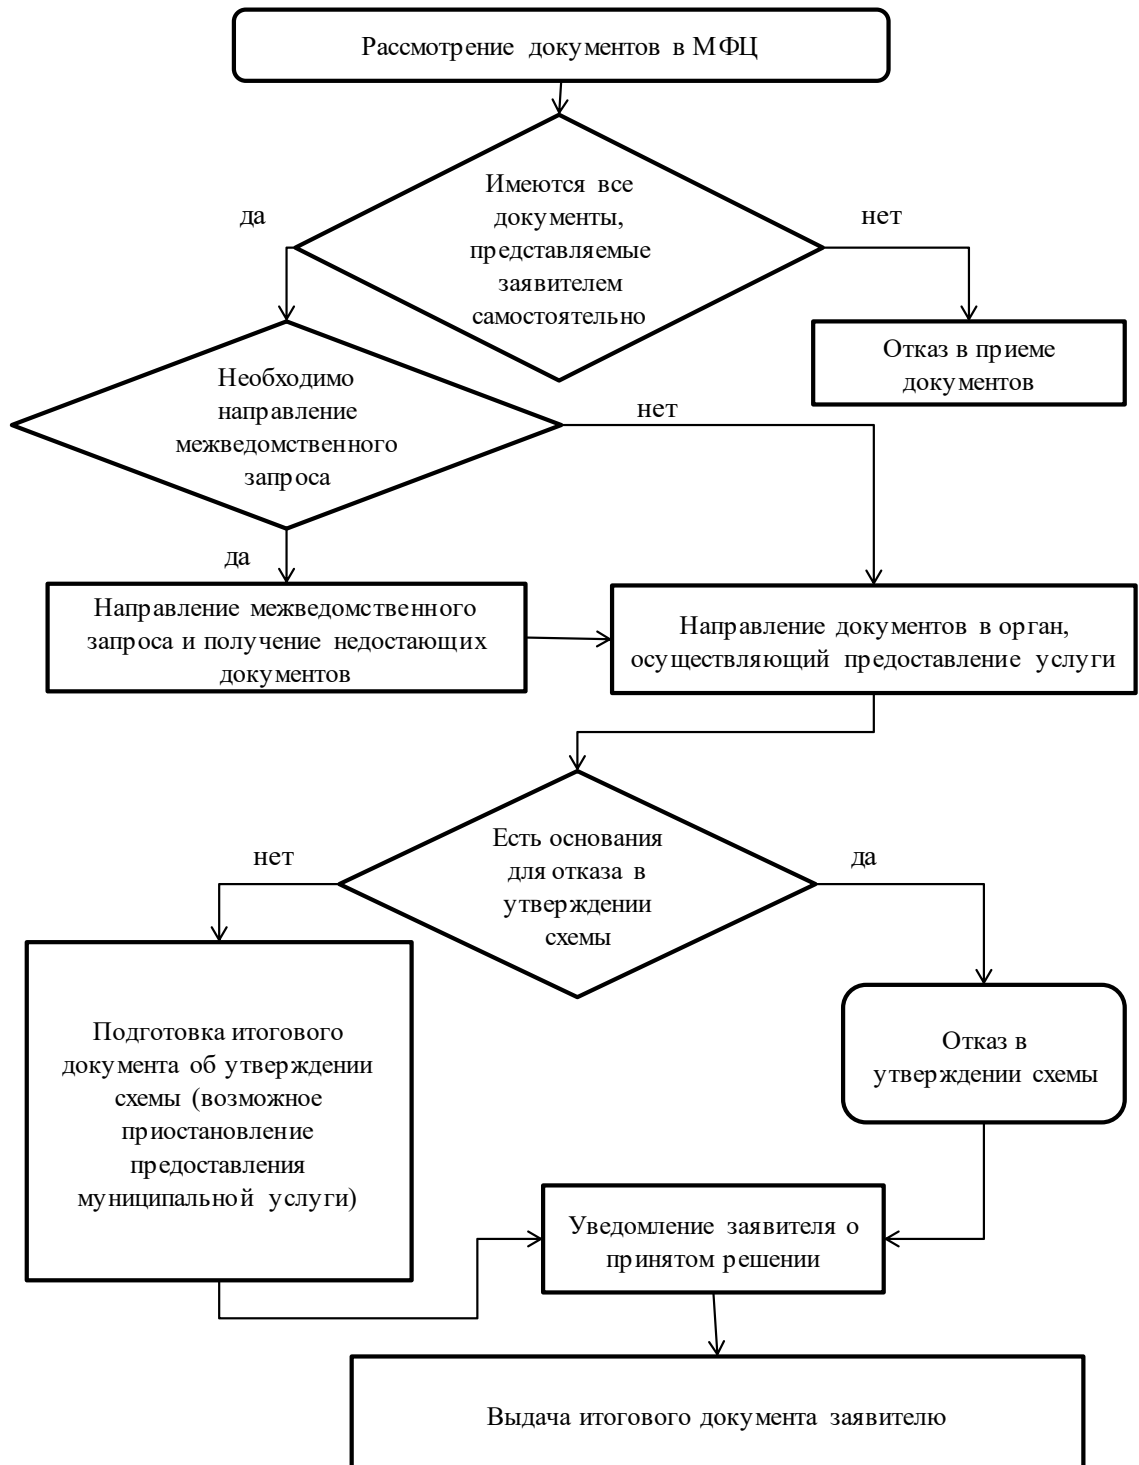 Рассмотрение документов в МФЦ
Имеются все
документы,
представляемые
заявителем
самостоятельно
да
нет
Отказ в приеме
документов
Необходимо
направление
межведомственного
запроса
нет
да
Направление межведомственного
запроса и получение недостающих
документов
Направление документов в орган,
осуществляющий предоставление услуги
Есть основания
для отказа в
утверждении
схемы
нет
да
Подготовка итогового
документа об утверждении
схемы (возможное
приостановление
предоставления
муниципальной услуги)
Отказ в
утверждении схемы
Уведомление заявителя о
принятом решении
Выдача итогового документа заявителю